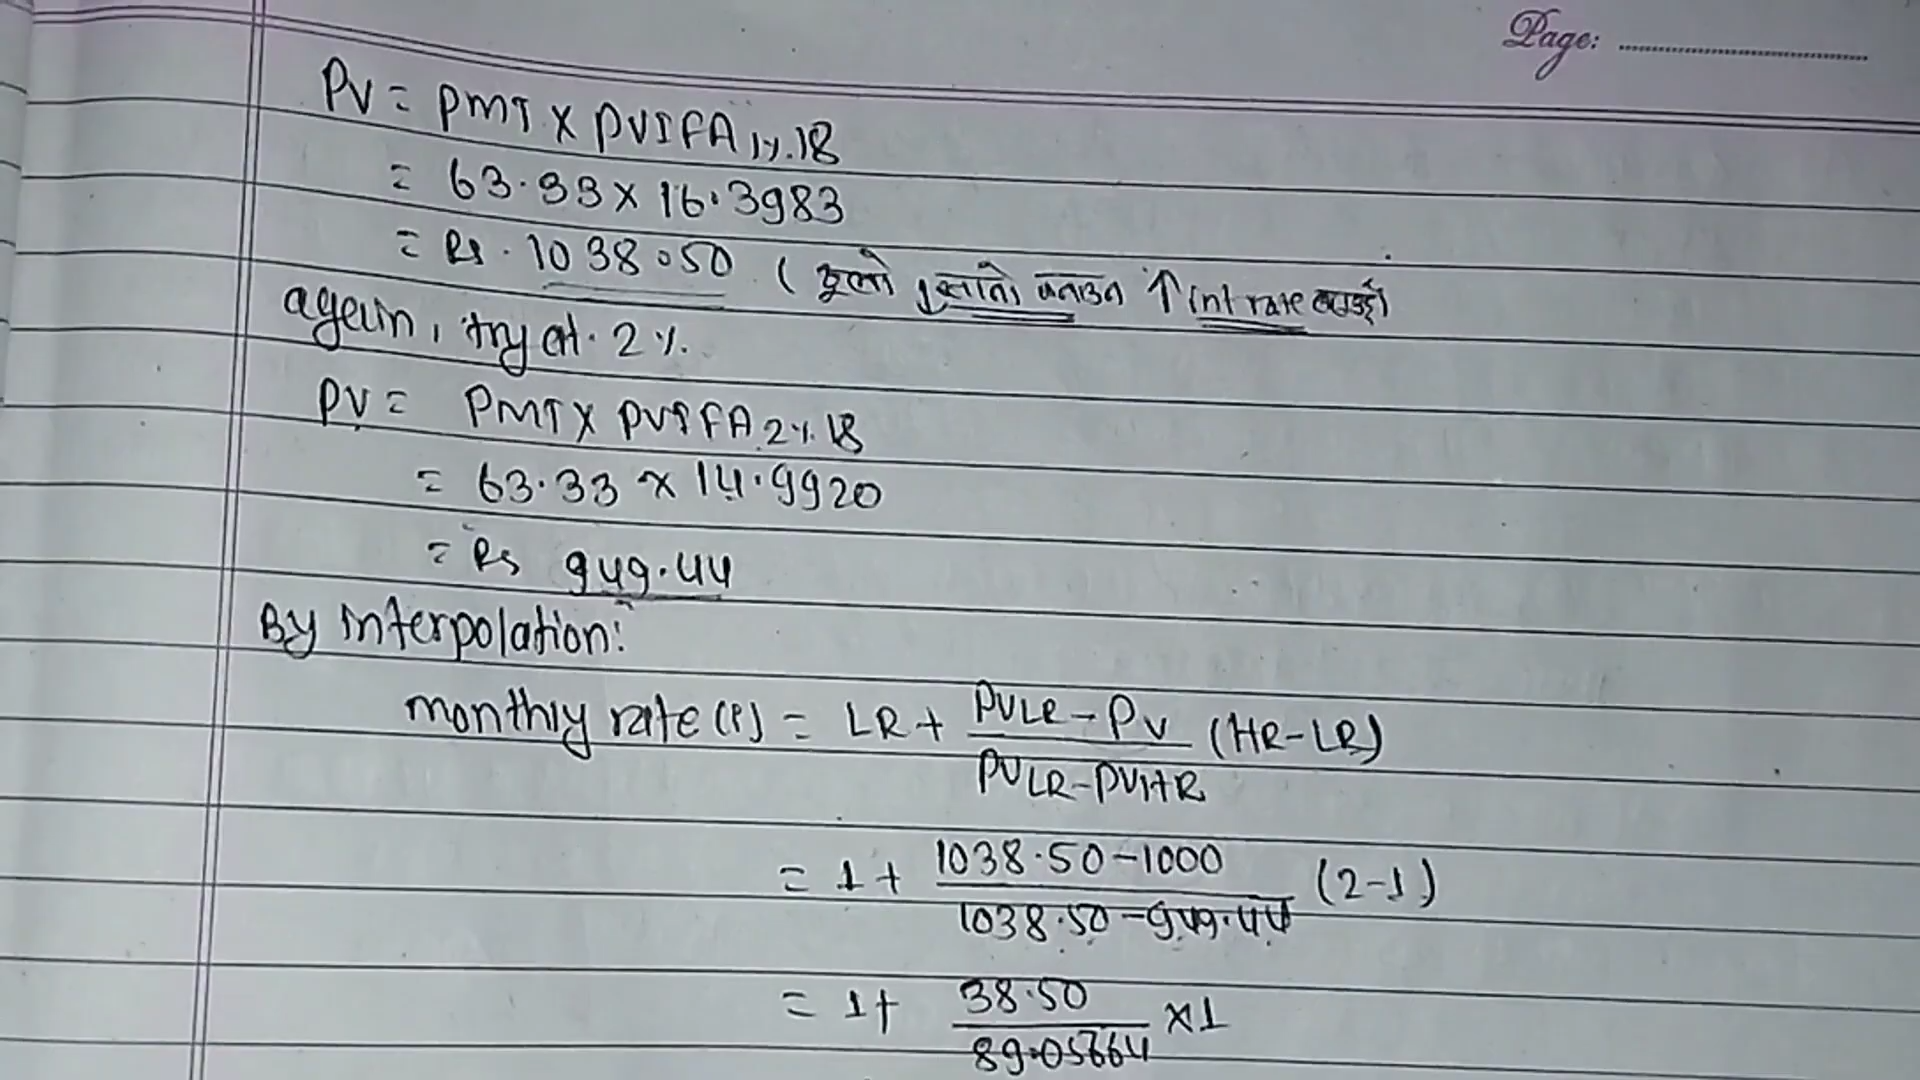 Page:
PV = PMT X PVIFA 1%.18
= 63.33 x 16.3983
= Rs. 1038.50 ( ↑ int rate
again, try at. 2%.
PV = PMT X PVIFA 2%.18
= 63.33 x 14.9920
= Rs 949.44
By interpolation:
monthly rate (P) = LR + PVLR - PV (HR-LR)
PVLR-PVHR
= 1 + 1038.50-1000 (2-1)
1038.50-949.44
= 1+ 38.50 x1
89.05664